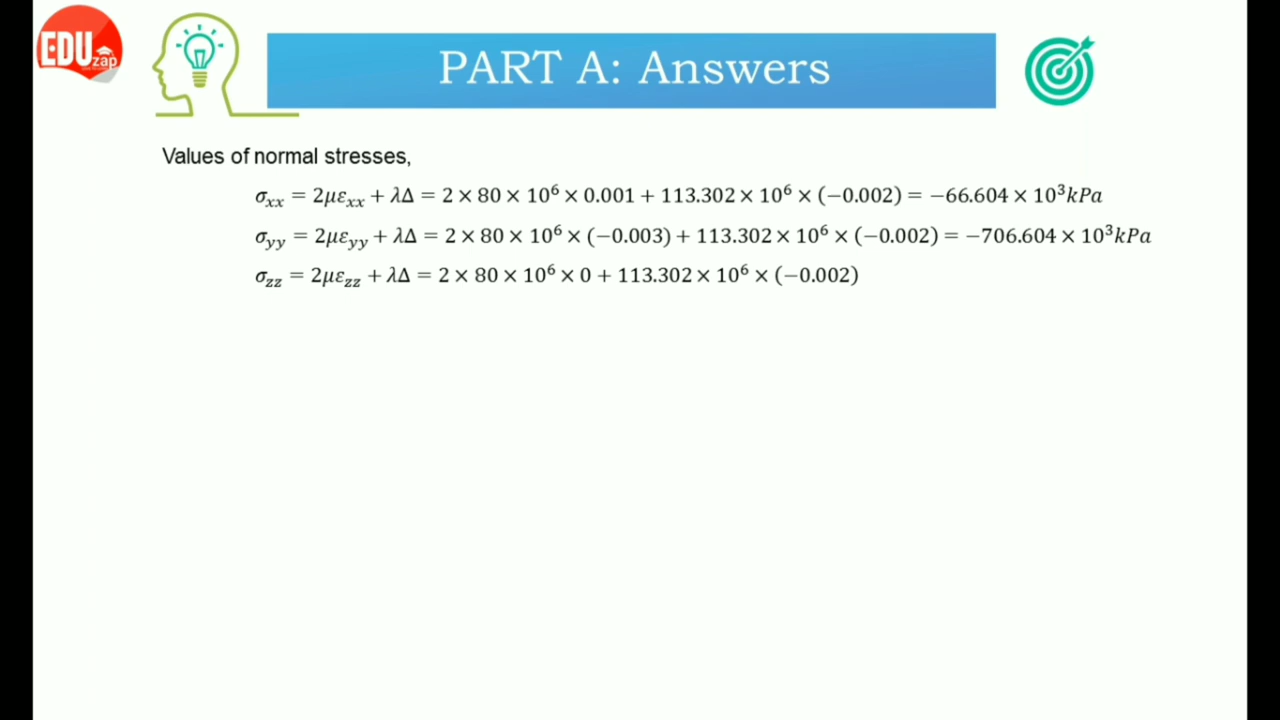 EDUzap
PART A: Answers
Values of normal stresses,
σxx = 2με𝑥𝑥 + λΔ = 2 × 80 × 10⁶ × 0.001 + 113.302 × 10⁶ × (−0.002) = −66.604 × 10³kPa
σyy = 2μεyy + λΔ = 2 × 80 × 10⁶ × (−0.003) + 113.302 × 10⁶ × (−0.002) = −706.604 × 10³kPa
σzz = 2μεzz + λΔ = 2 × 80 × 10⁶ × 0 + 113.302 × 10⁶ × (−0.002)